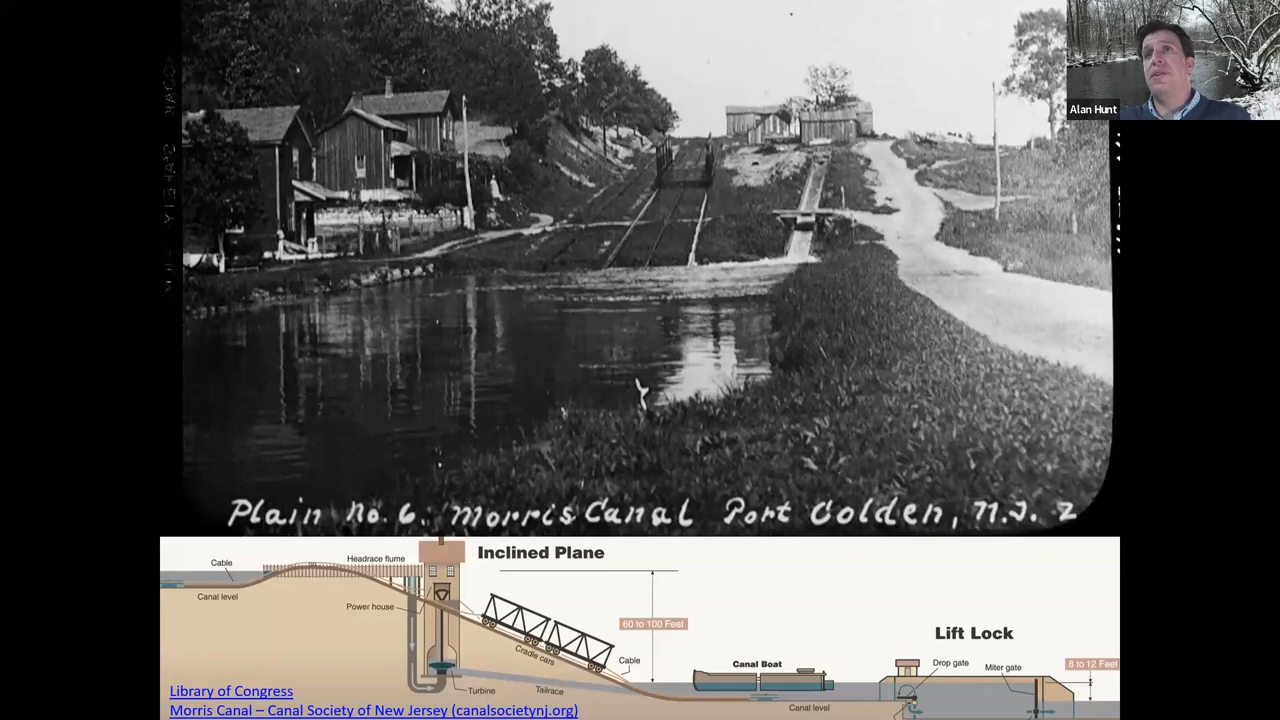 Alan Hunt
Plain No. 6. Morris Canal Port Colden, N.J. 2
Inclined Plane
Cable
Headrace flume
Canal level
Power house
60 to 100 Feet
Cradle cars
Cable
Turbine
Tailrace
Canal Boat
Canal level
Lift Lock
Drop gate
Miter gate
8 to 12 Feet
Library of Congress
Morris Canal – Canal Society of New Jersey (canalsocietynj.org)